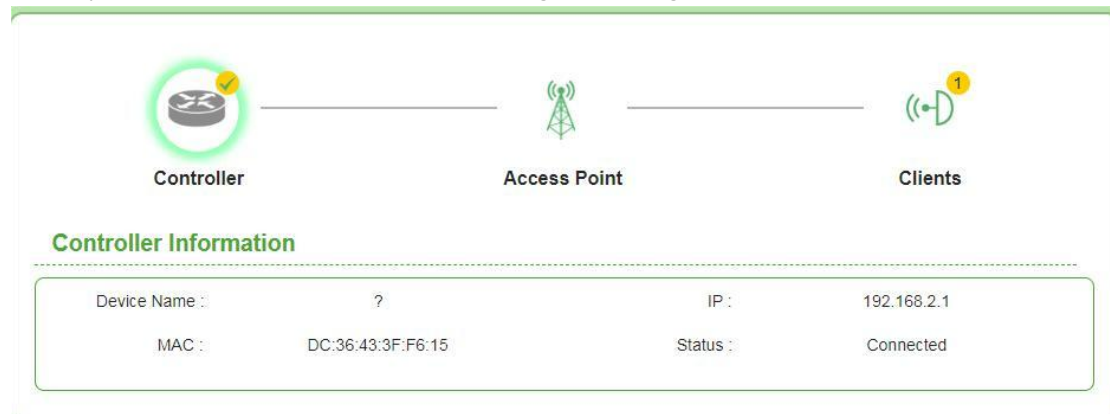 1
Controller
Access Point
Clients
Controller Information
Device Name :
?
IP :
192.168.2.1
MAC :
DC:36:43:3F:F6:15
Status :
Connected